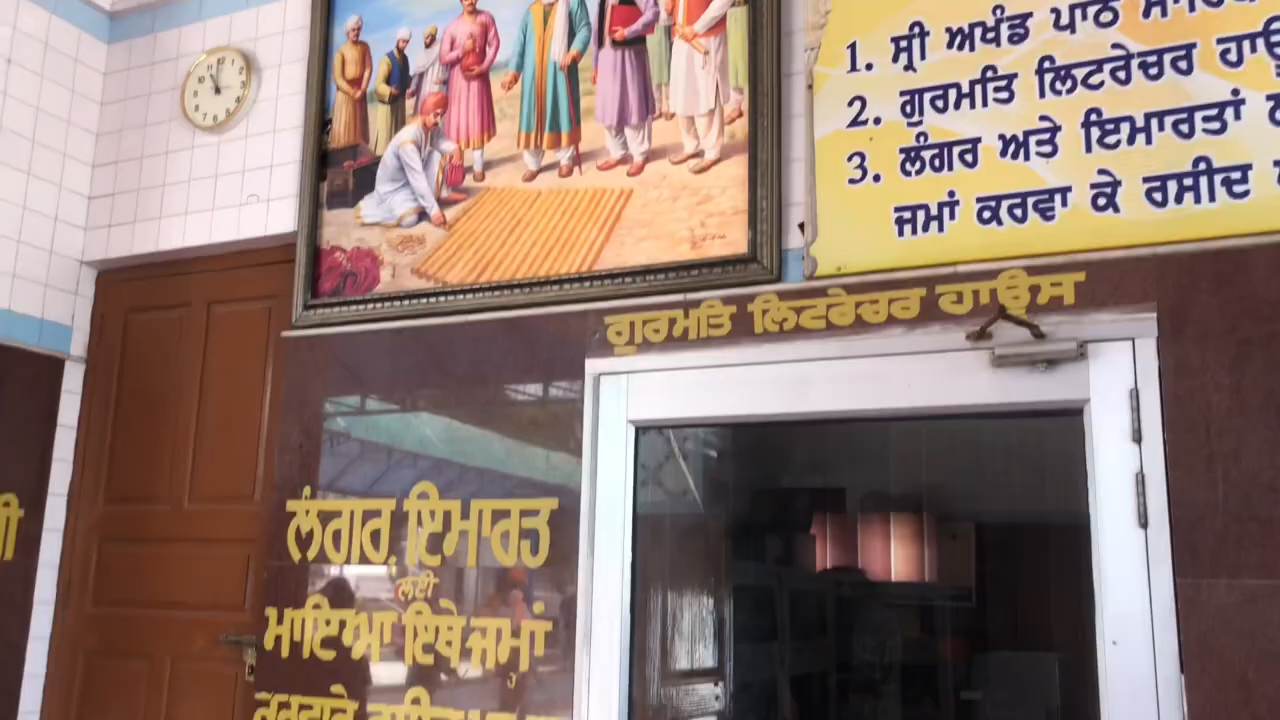 1. ਸ੍ਰੀ ਅਖੰਡ ਪਾਠ
2. ਗੁਰਮਤਿ ਲਿਟਰੇਚਰ ਹਾਊ
3. ਲੰਗਰ ਅਤੇ ਇਮਾਰਤਾਂ
ਜਮਾਂ ਕਰਵਾ ਕੇ ਰਸੀਦ
ਗੁਰਮਤਿ ਲਿਟਰੇਚਰ ਹਾਊਸ
ਲੰਗਰ, ਇਮਾਰਤ
ਲਈ
ਮਾਇਆ ਇਥੇ ਜਮਾਂ